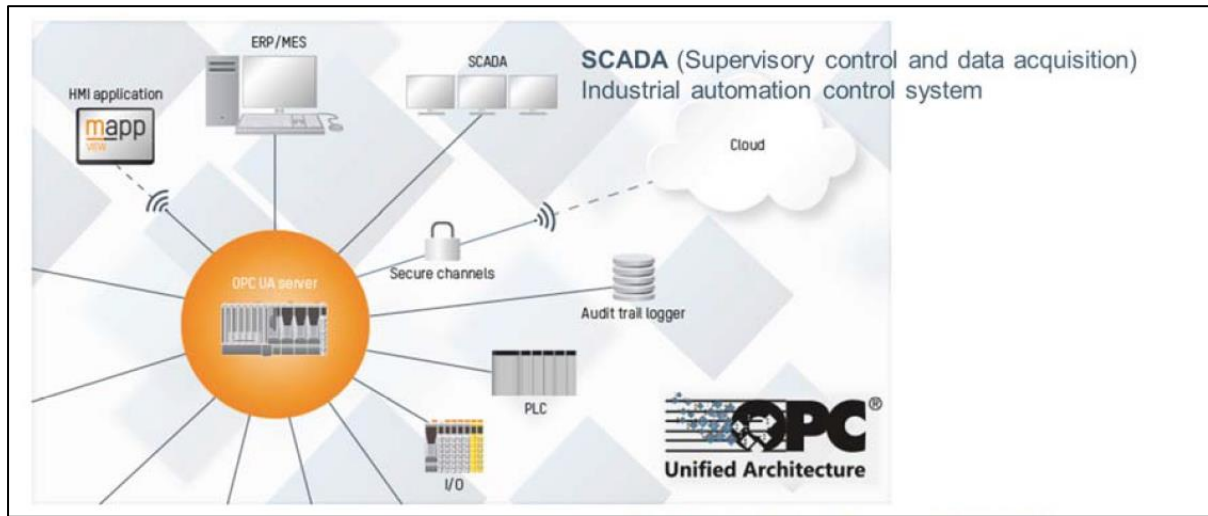 ERP/MES
SCADA
SCADA (Supervisory control and data acquisition)
Industrial automation control system
HMI application
mapp
VIEW
Cloud
Secure channels
OPC UA server
Audit trail logger
PLC
I/O
OPC®
Unified Architecture